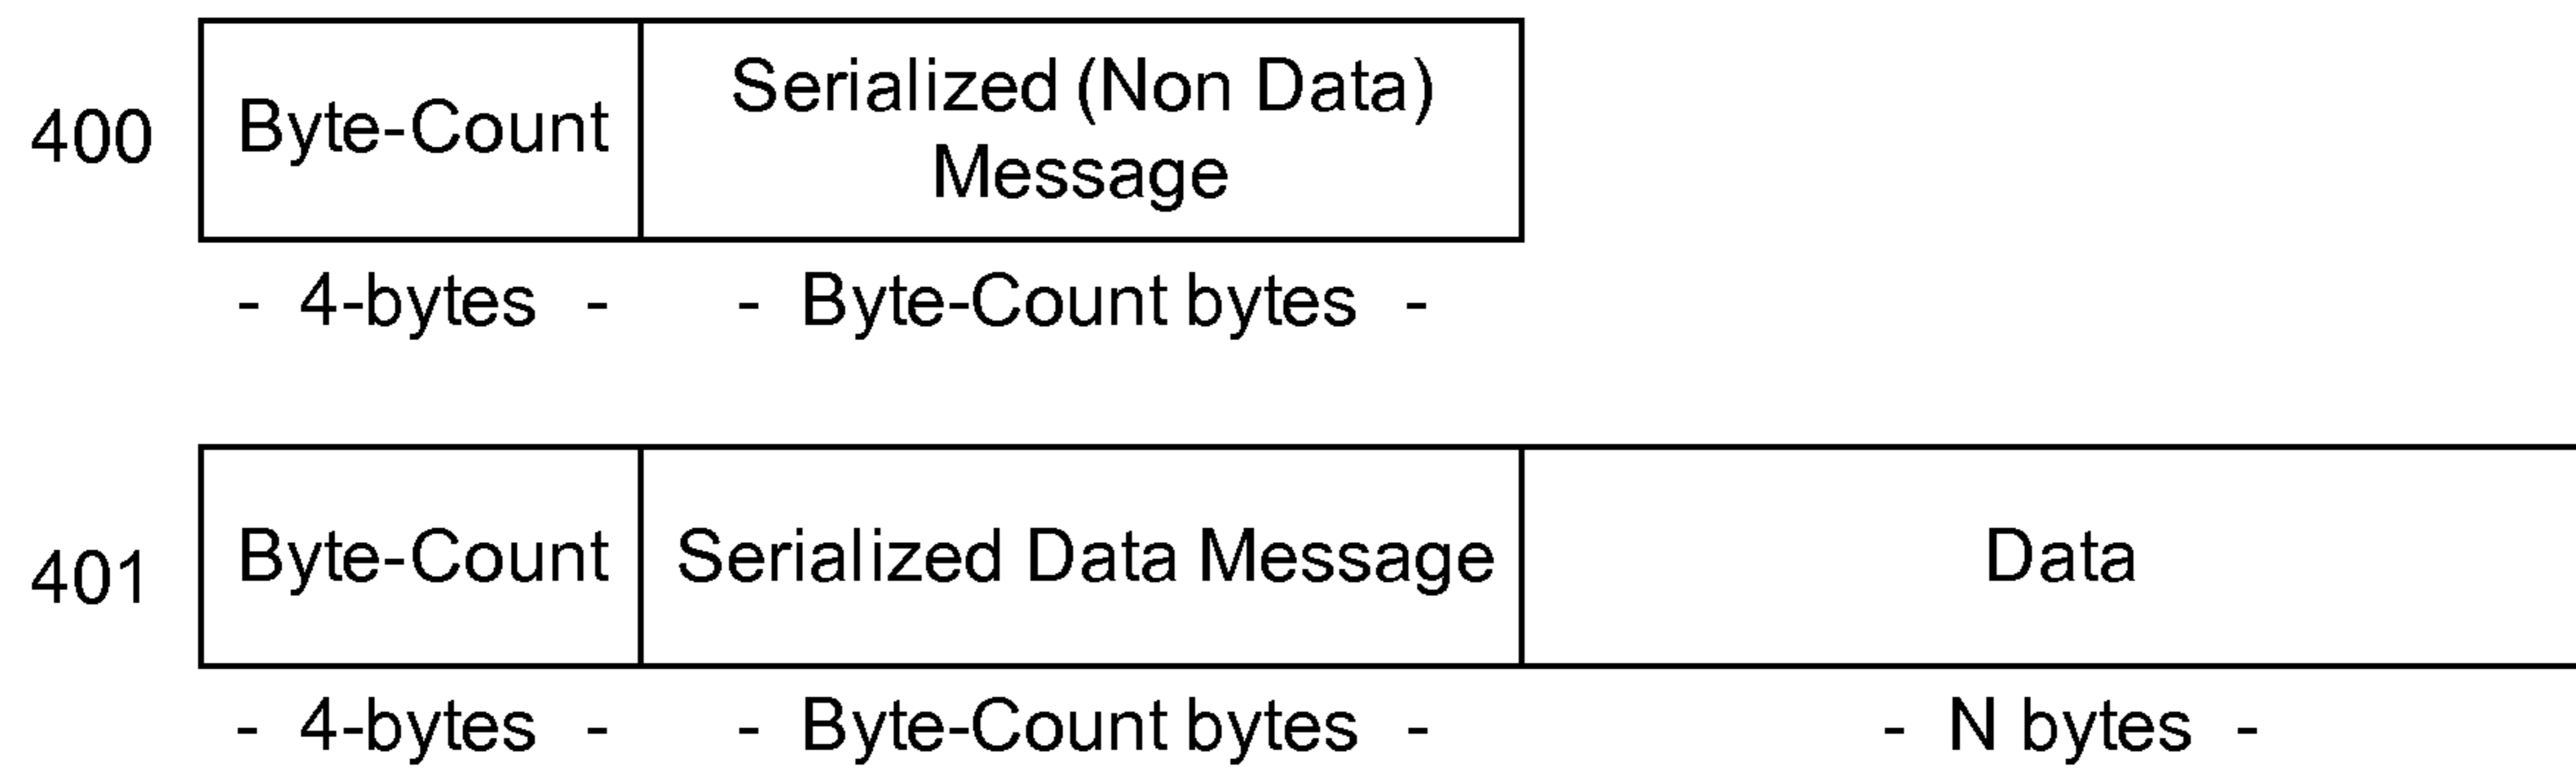 400
Byte-Count
Serialized (Non Data)
Message
- 4-bytes -
- Byte-Count bytes -
401
Byte-Count
Serialized Data Message
Data
- 4-bytes -
- Byte-Count bytes -
- N bytes -